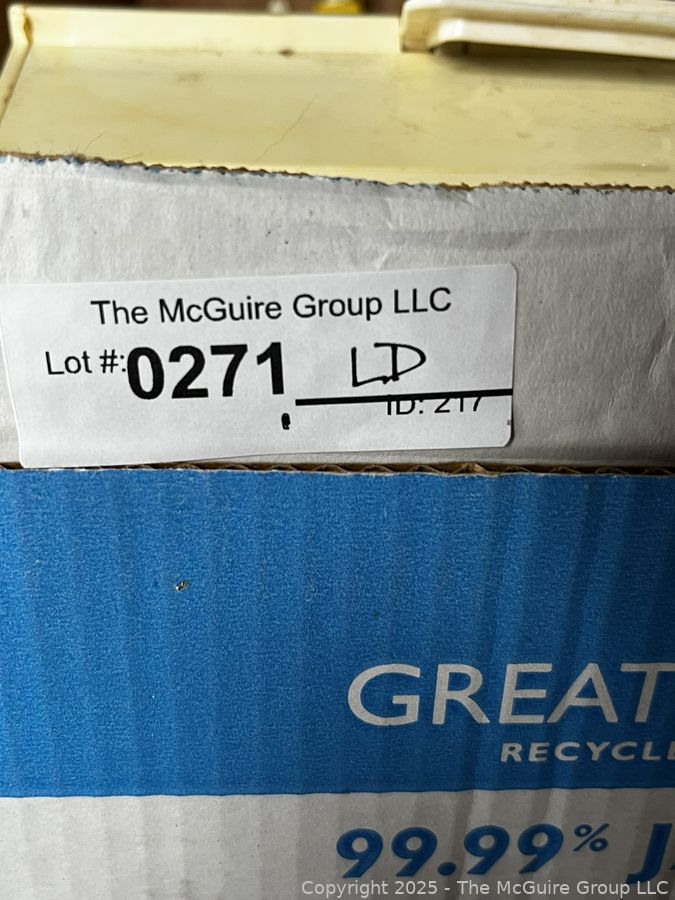 The McGuire Group LLC
Lot #: 0271 LD
ID: 217
GREAT
RECYCLE
99.99% J
Copyright 2025 - The McGuire Group LLC